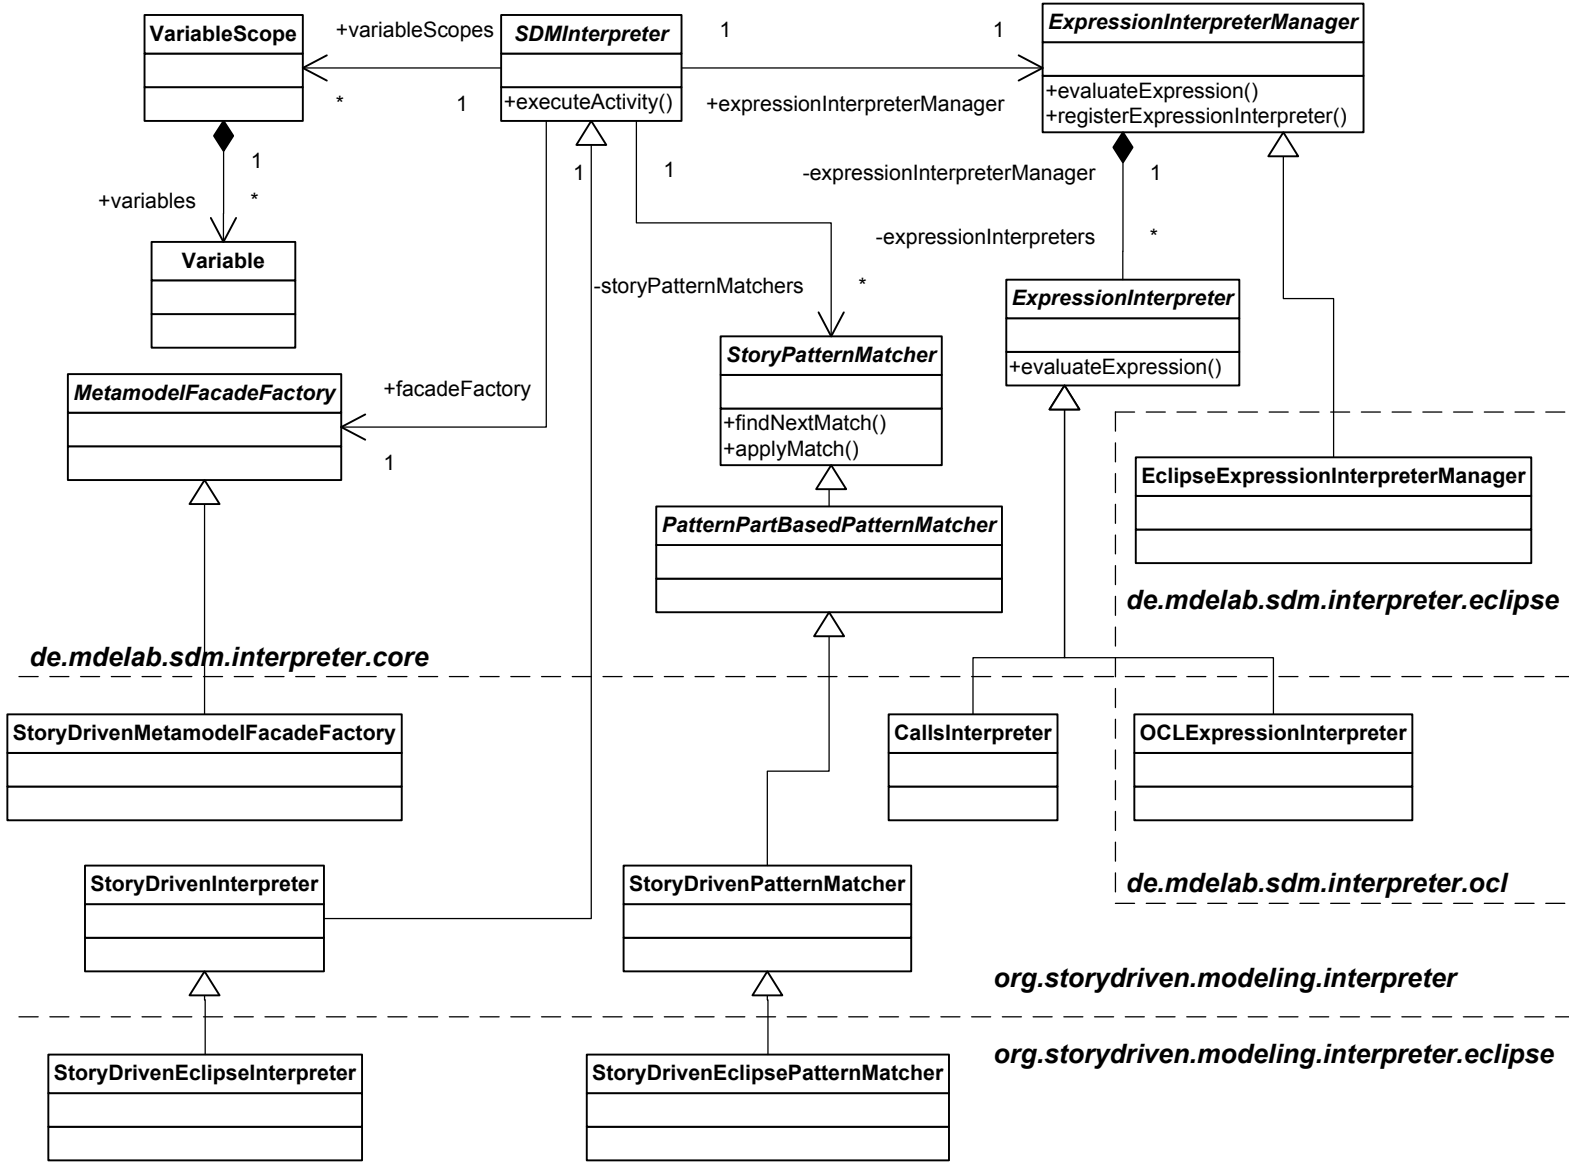 VariableScope
+variableScopes
SDMInterpreter
1
1
ExpressionInterpreterManager
*
1
+executeActivity()
+expressionInterpreterManager
+evaluateExpression()
+registerExpressionInterpreter()
1
+variables
*
1
1
-expressionInterpreterManager
1
-expressionInterpreters
*
Variable
-storyPatternMatchers
*
ExpressionInterpreter
+evaluateExpression()
MetamodelFacadeFactory
+facadeFactory
1
StoryPatternMatcher
+findNextMatch()
+applyMatch()
EclipseExpressionInterpreterManager
PatternPartBasedPatternMatcher
de.mdelab.sdm.interpreter.eclipse
de.mdelab.sdm.interpreter.core
StoryDrivenMetamodelFacadeFactory
CallsInterpreter
OCLExpressionInterpreter
StoryDrivenInterpreter
StoryDrivenPatternMatcher
de.mdelab.sdm.interpreter.ocl
org.storydriven.modeling.interpreter
org.storydriven.modeling.interpreter.eclipse
StoryDrivenEclipseInterpreter
StoryDrivenEclipsePatternMatcher